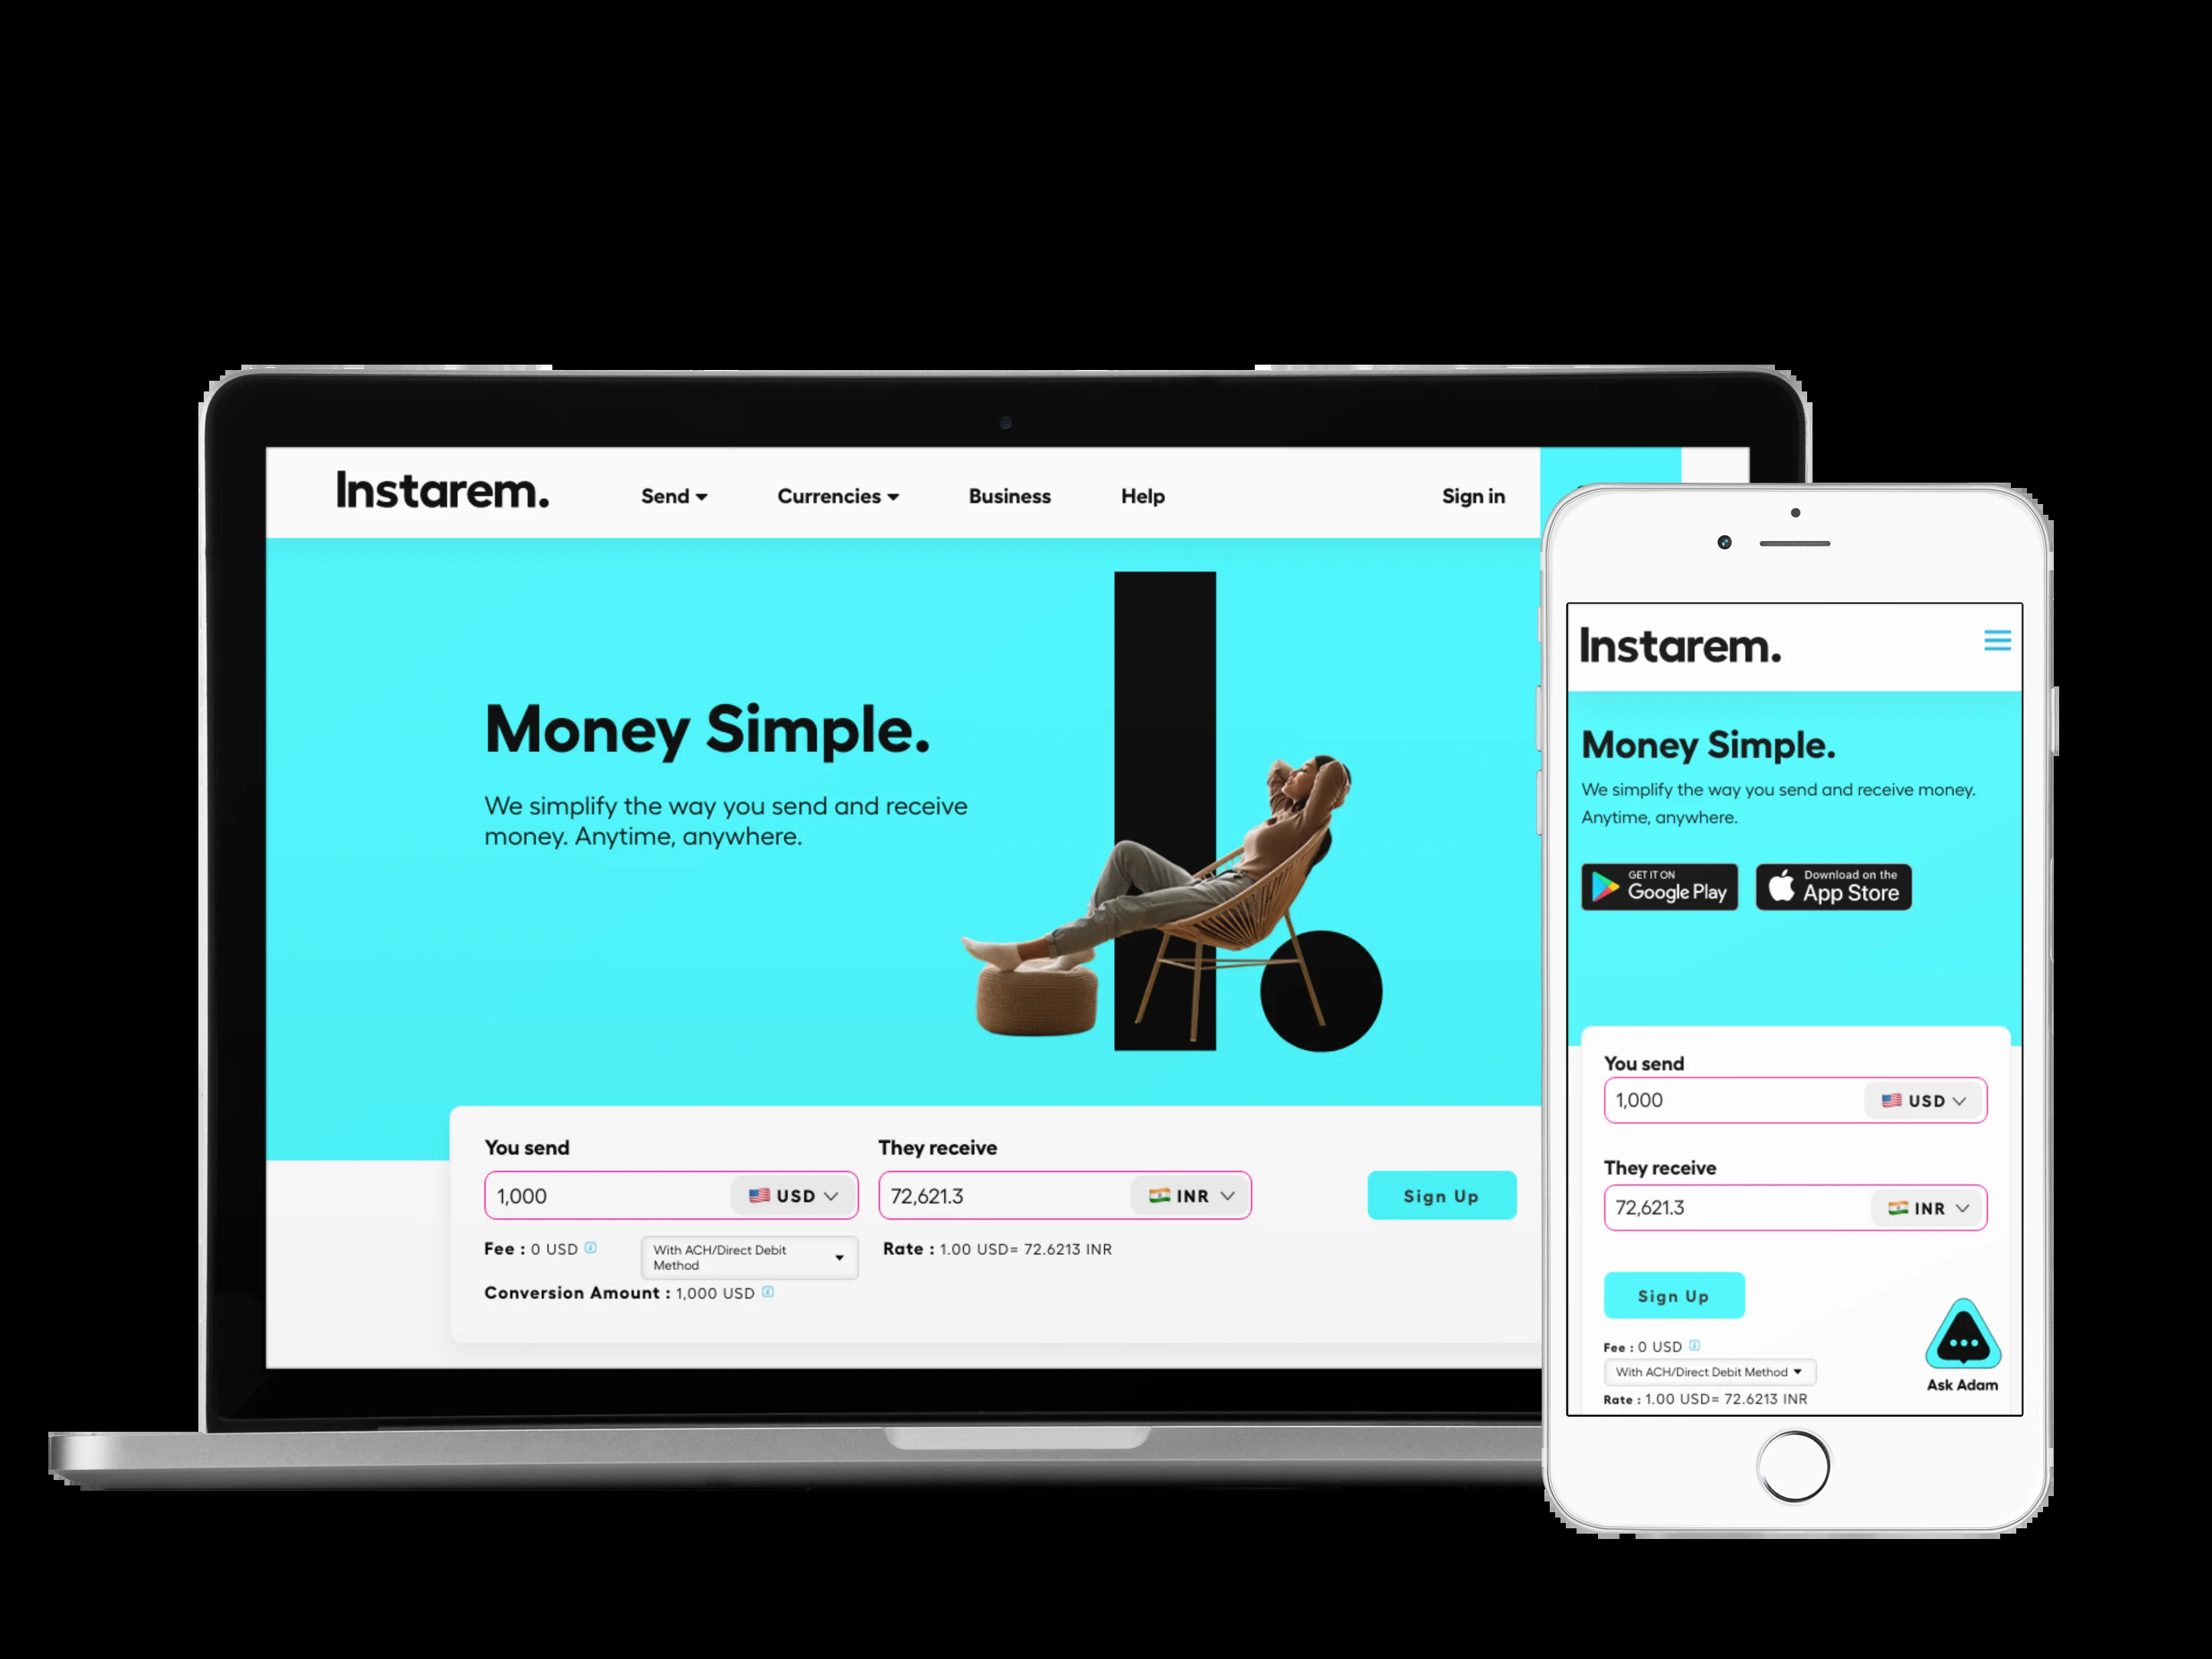 Instarem.
Send
Currencies
Business
Help
Sign in
Money Simple.
We simplify the way you send and receive
money. Anytime, anywhere.
You send
They receive
1,000
USD
72,621.3
INR
Sign Up
Fee : 0 USD
With ACH/Direct Debit
Method
Rate : 1.00 USD= 72.6213 INR
Conversion Amount : 1,000 USD
Instarem.
Money Simple.
We simplify the way you send and receive money.
Anytime, anywhere.
GET IT ON
Google Play
Download on the
App Store
You send
1,000
USD
They receive
72,621.3
INR
Sign Up
Fee : 0 USD
With ACH/Direct Debit Method
Rate : 1.00 USD= 72.6213 INR
Ask Adam